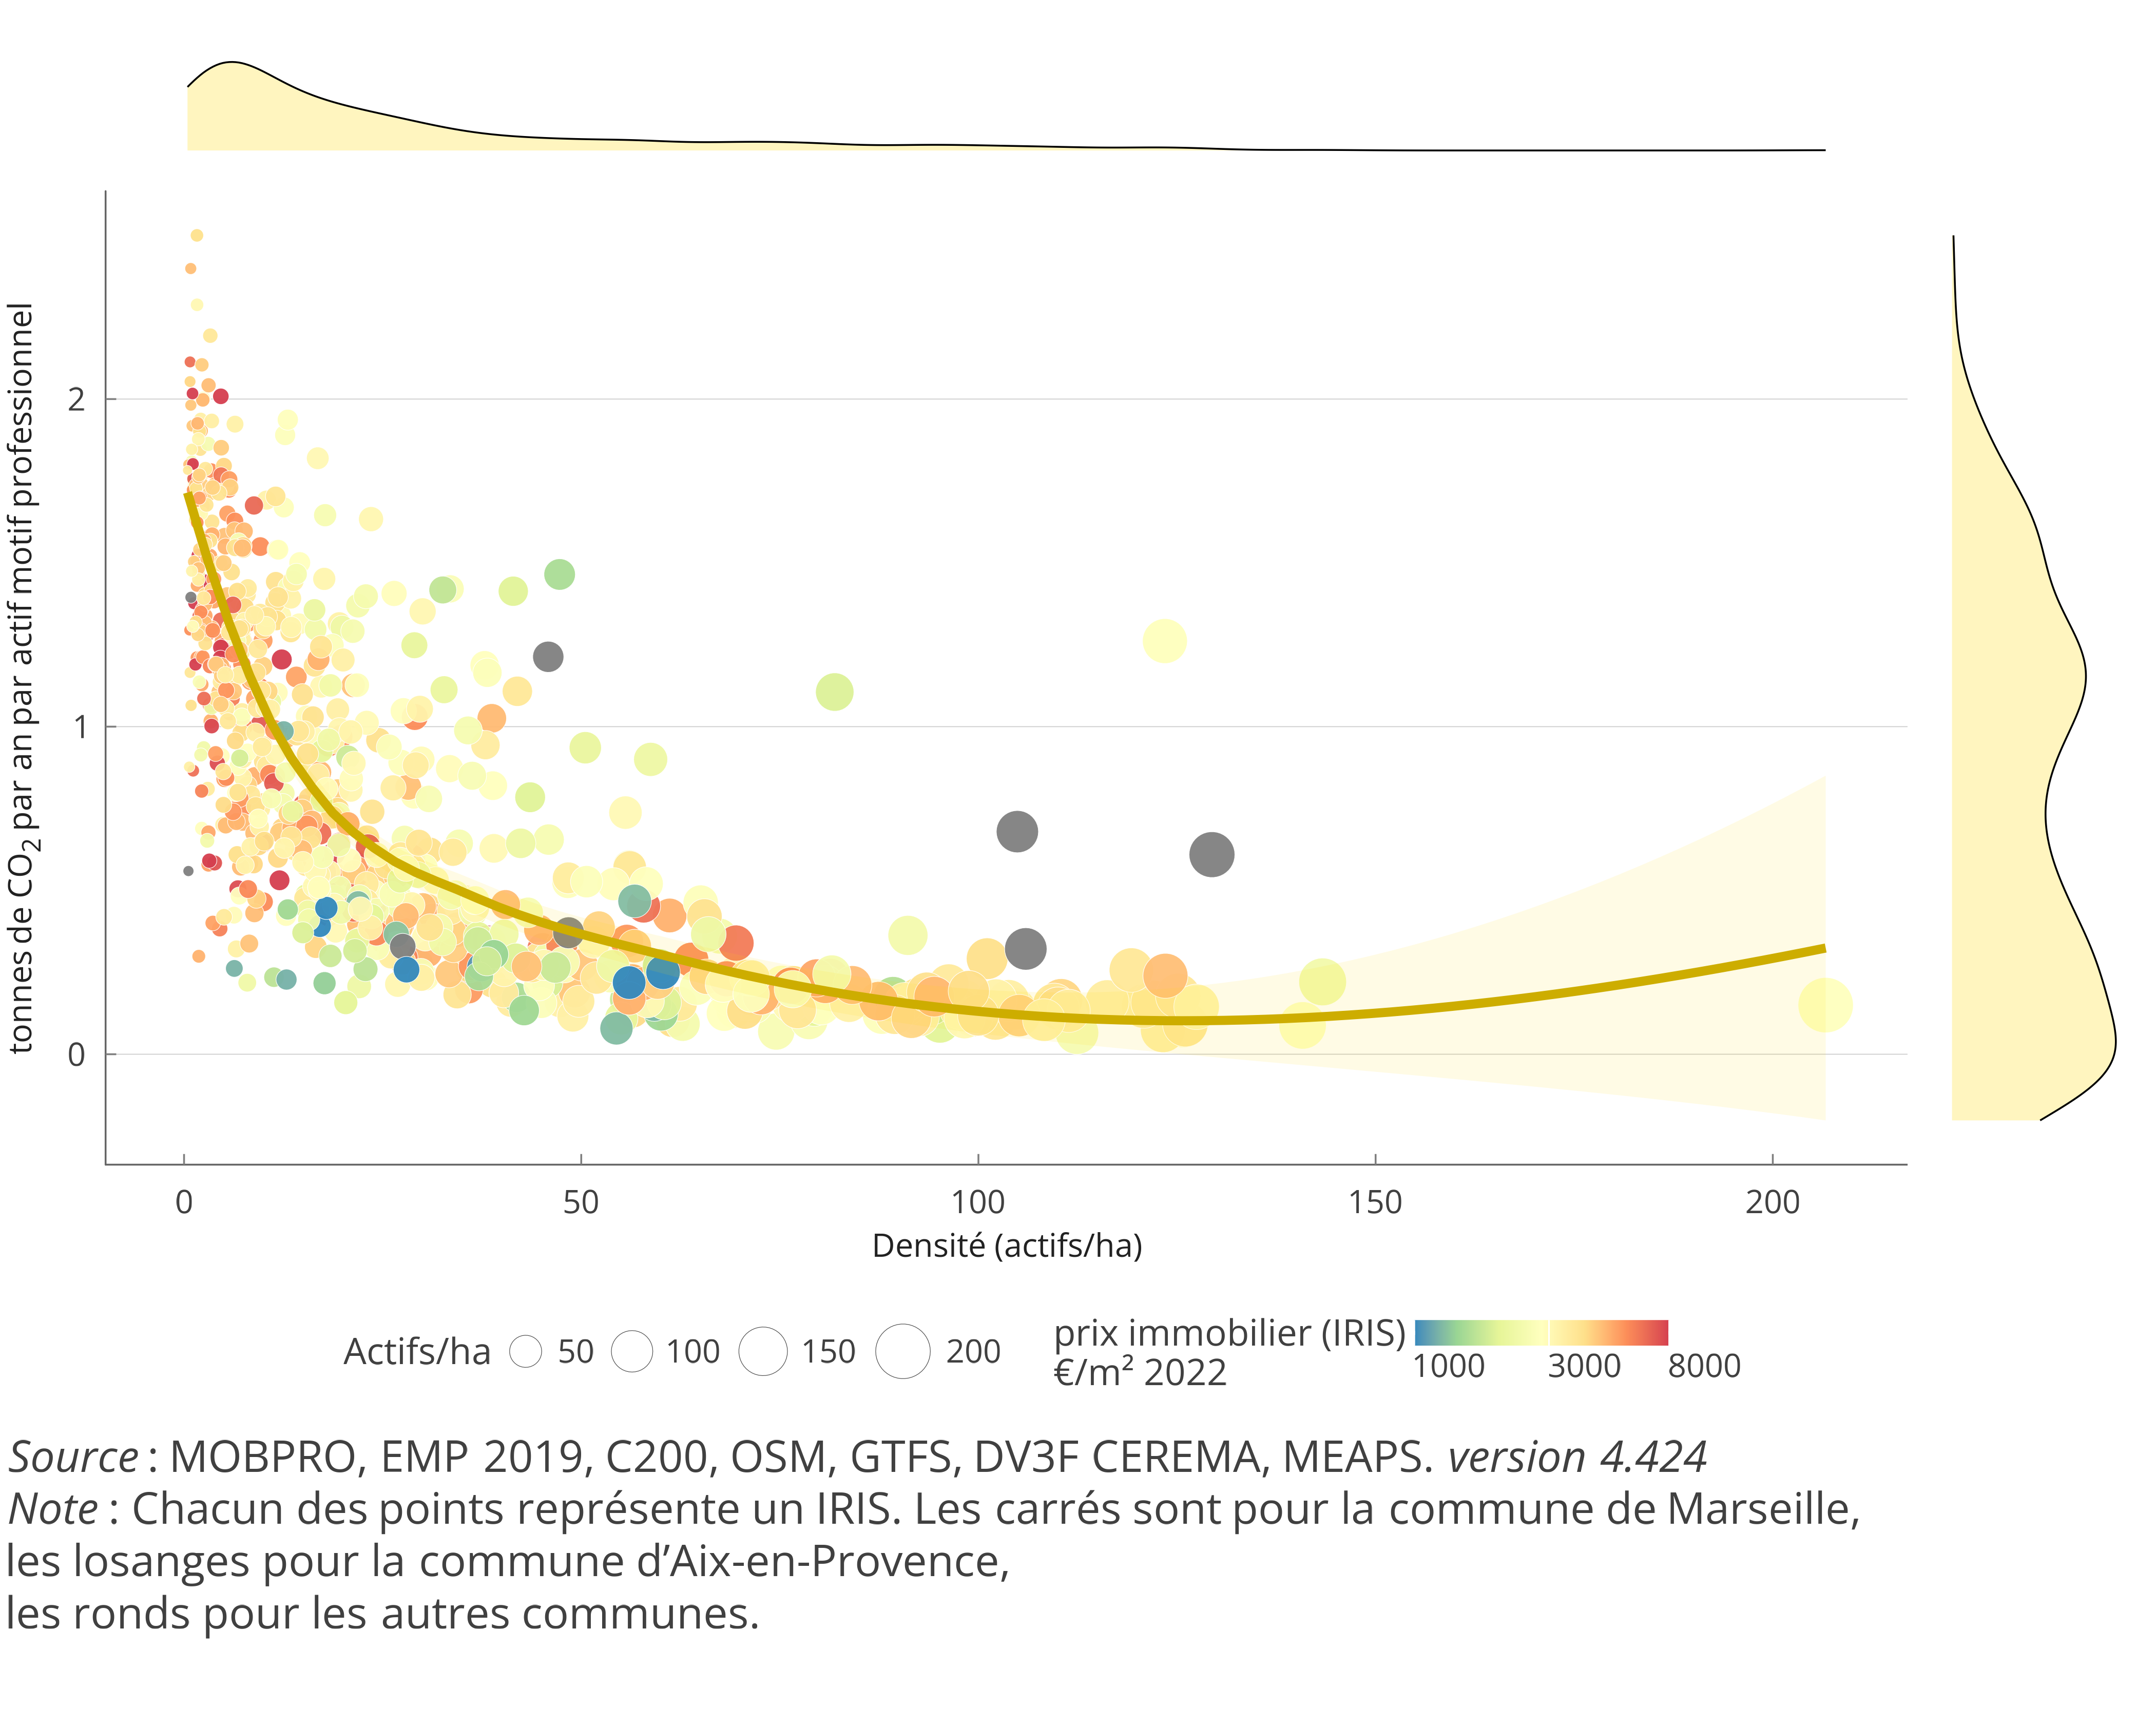 tonnes de CO2 par an par actif motif professionnel
2
1
0
0 50 100 150 200
Densité (actifs/ha)
Actifs/ha 50 100 150 200
prix immobilier (IRIS)
€/m² 2022
1000 3000 8000
Source : MOBPRO, EMP 2019, C200, OSM, GTFS, DV3F CEREMA, MEAPS. version 4.424
Note : Chacun des points représente un IRIS. Les carrés sont pour la commune de Marseille,
les losanges pour la commune d’Aix-en-Provence,
les ronds pour les autres communes.